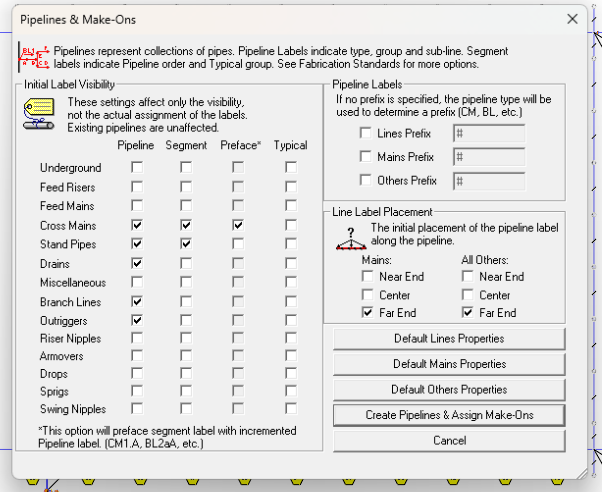 Pipelines & Make-Ons
Pipelines represent collections of pipes. Pipeline Labels indicate type, group and sub-line. Segment
labels indicate Pipeline order and Typical group. See Fabrication Standards for more options.
Initial Label Visibility
These settings affect only the visibility,
not the actual assignment of the labels.
Existing pipelines are unaffected.
Pipeline Segment Preface* Typical
Underground
Feed Risers
Feed Mains
Cross Mains
Stand Pipes
Drains
Miscellaneous
Branch Lines
Outriggers
Riser Nipples
Armovers
Drops
Sprigs
Swing Nipples
*This option will preface segment label with incremented
Pipeline label. (CM1.A, BL2aA, etc.)
Pipeline Labels
If no prefix is specified, the pipeline type will be
used to determine a prefix (CM, BL, etc.)
Lines Prefix #
Mains Prefix #
Others Prefix #
Line Label Placement
The initial placement of the pipeline label
along the pipeline.
Mains: All Others:
Near End Near End
Center Center
Far End Far End
Default Lines Properties
Default Mains Properties
Default Others Properties
Create Pipelines & Assign Make-Ons
Cancel